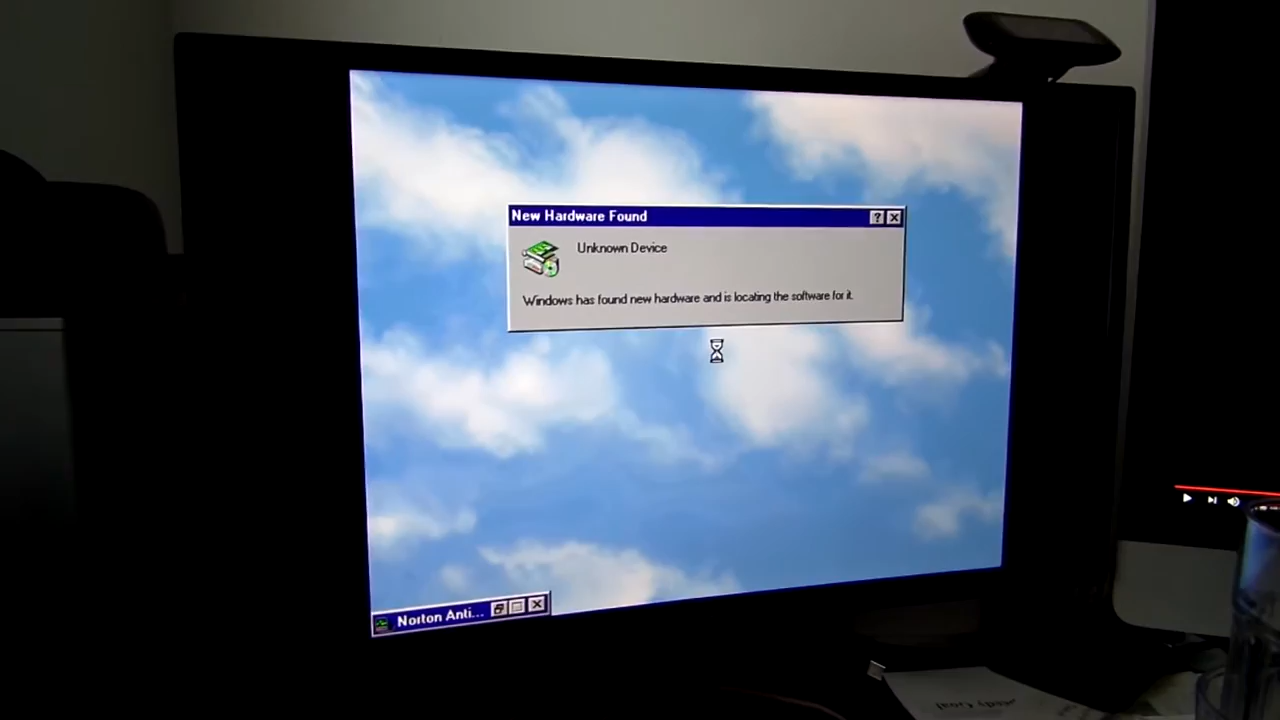 New Hardware Found
Unknown Device
Windows has found new hardware and is locating the software for it.
Norton Anti...